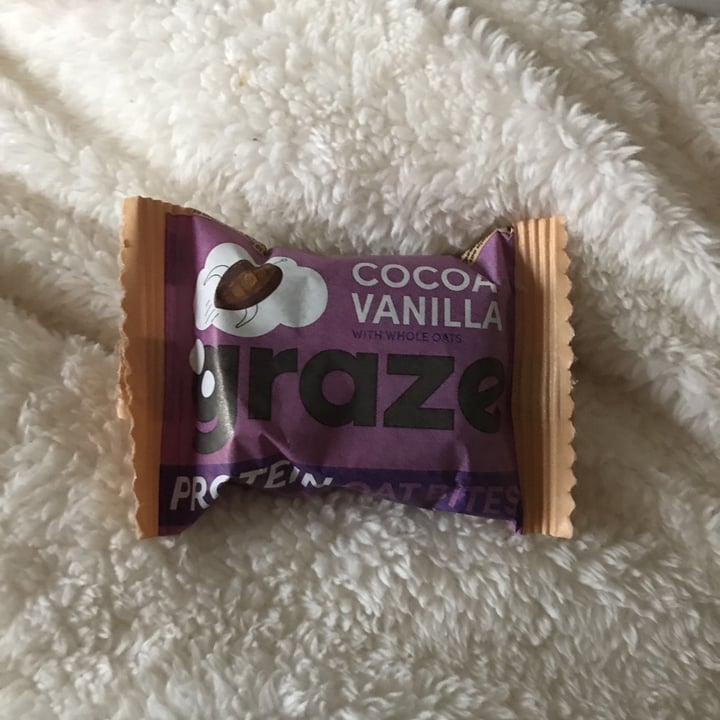 COCOA
VANILLA
WITH WHOLE OATS
graze
PROTEIN OAT BITES